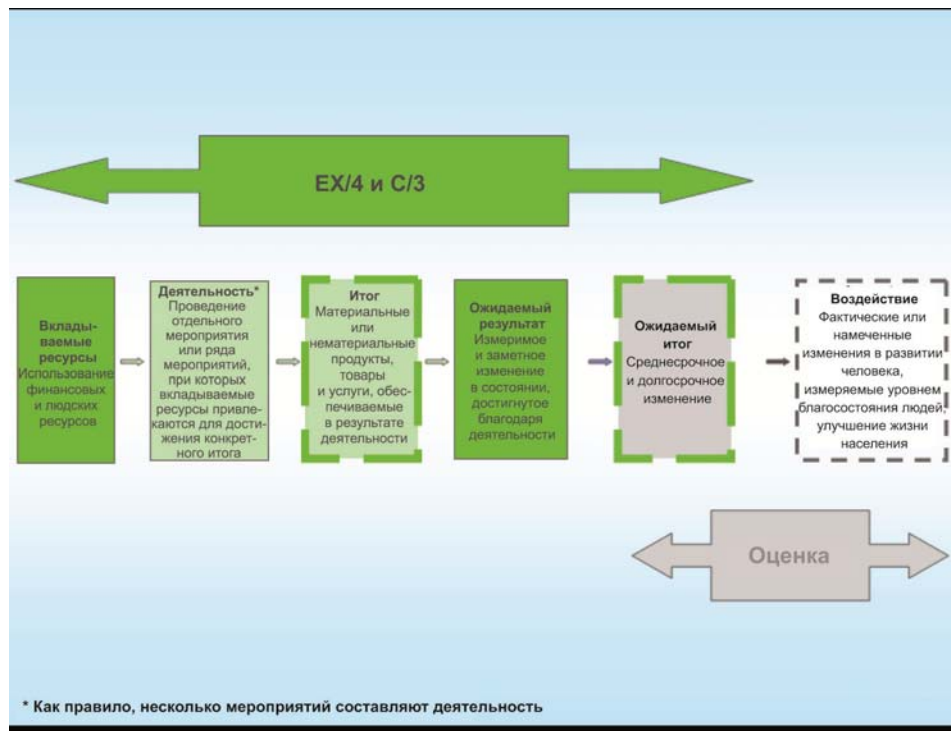 EX/4 и C/3
Вклады-
ваемые
ресурсы
Использование
финансовых
и людских
ресурсов
Деятельность*
Проведение
отдельного
мероприятия
или ряда
мероприятий,
при которых
вкладываемые
ресурсы привле-
каются для дости-
жения конкрет-
ного итога
Итог
Материальные
или
нематериальные
продукты,
товары
и услуги, обес-
печиваемые
в результате
деятельности
Ожидаемый
результат
Измеримое
и заметное
изменение
в состоянии,
достигнутое
благодаря
деятельности
Ожидаемый
итог
Среднесрочное
и долгосрочное
изменение
Воздействие
Фактические или
намеченные
изменения в развитии
человека,
измеряемые уровнем
благосостояния людей;
улучшение жизни
населения
Оценка
* Как правило, несколько мероприятий составляют деятельность